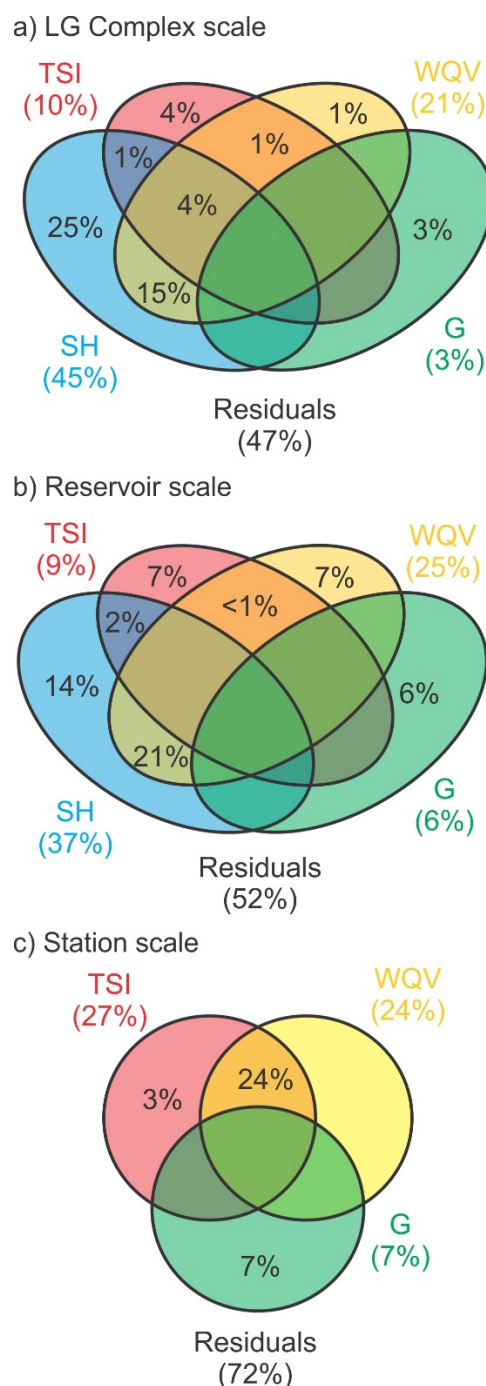 a) LG Complex scale
TSI
(10%)
WQV
(21%)
4%
1%
1%
1%
4%
25%
3%
15%
SH
(45%)
G
(3%)
Residuals
(47%)
b) Reservoir scale
TSI
(9%)
WQV
(25%)
7%
7%
<1%
2%
14%
6%
21%
SH
(37%)
G
(6%)
Residuals
(52%)
c) Station scale
TSI
(27%)
WQV
(24%)
24%
3%
G
(7%)
7%
Residuals
(72%)